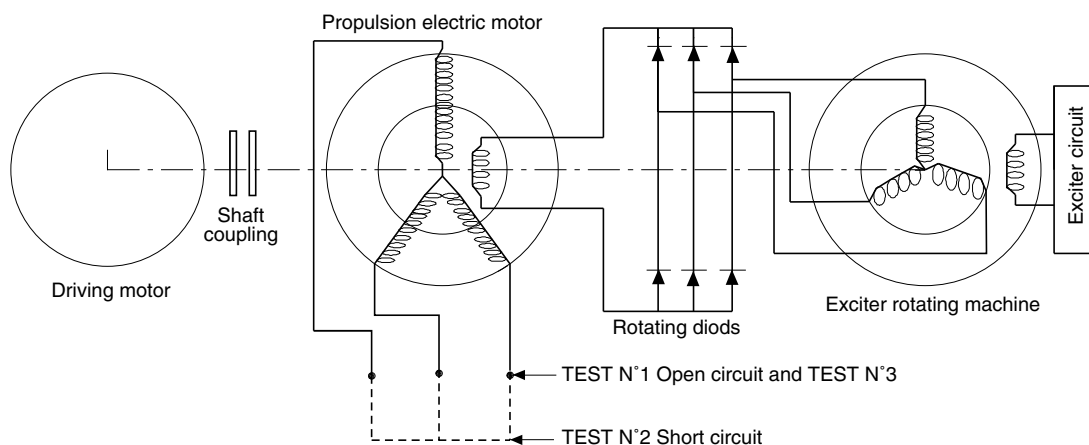 Propulsion electric motor
Shaft
coupling
Driving motor
Rotating diods
Exciter rotating machine
Exciter circuit
TEST N°1 Open circuit and TEST N°3
TEST N°2 Short circuit